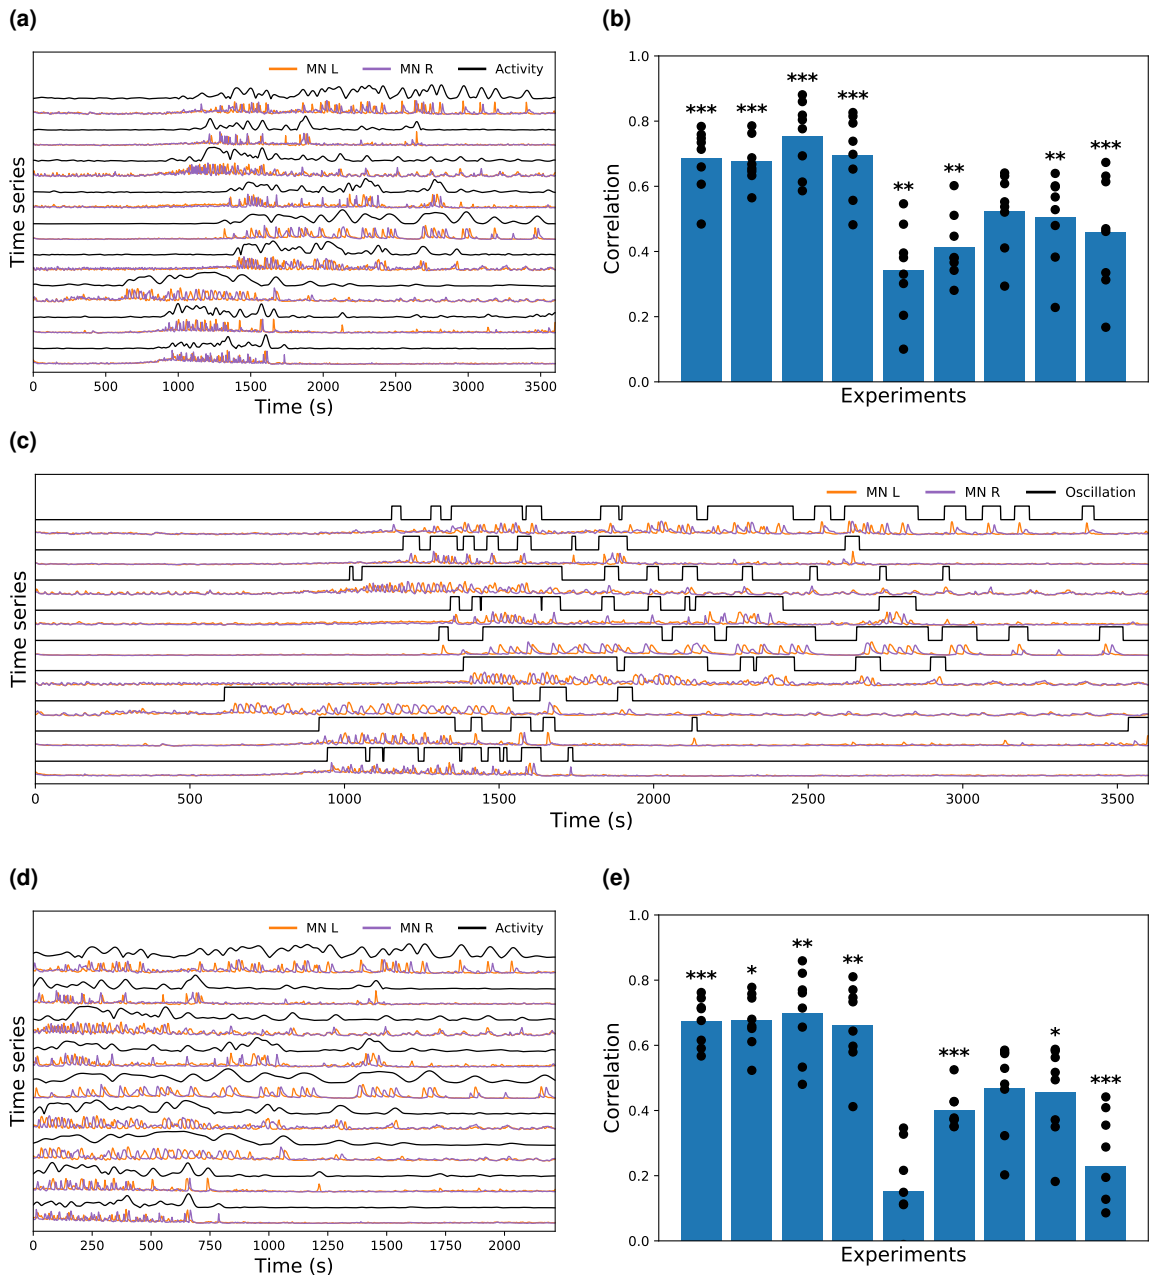 (a)
MN L MN R Activity
Time series
0 500 1000 1500 2000 2500 3000 3500
Time (s)
(b)
1.0
0.8
0.6
0.4
0.2
0.0
Correlation
*** *** *** *** ** ** ** ***
Experiments
(c)
MN L MN R Oscillation
Time series
0 500 1000 1500 2000 2500 3000 3500
Time (s)
(d)
MN L MN R Activity
Time series
0 250 500 750 1000 1250 1500 1750 2000
Time (s)
(e)
1.0
0.8
0.6
0.4
0.2
0.0
Correlation
*** * ** ** *** * ***
Experiments